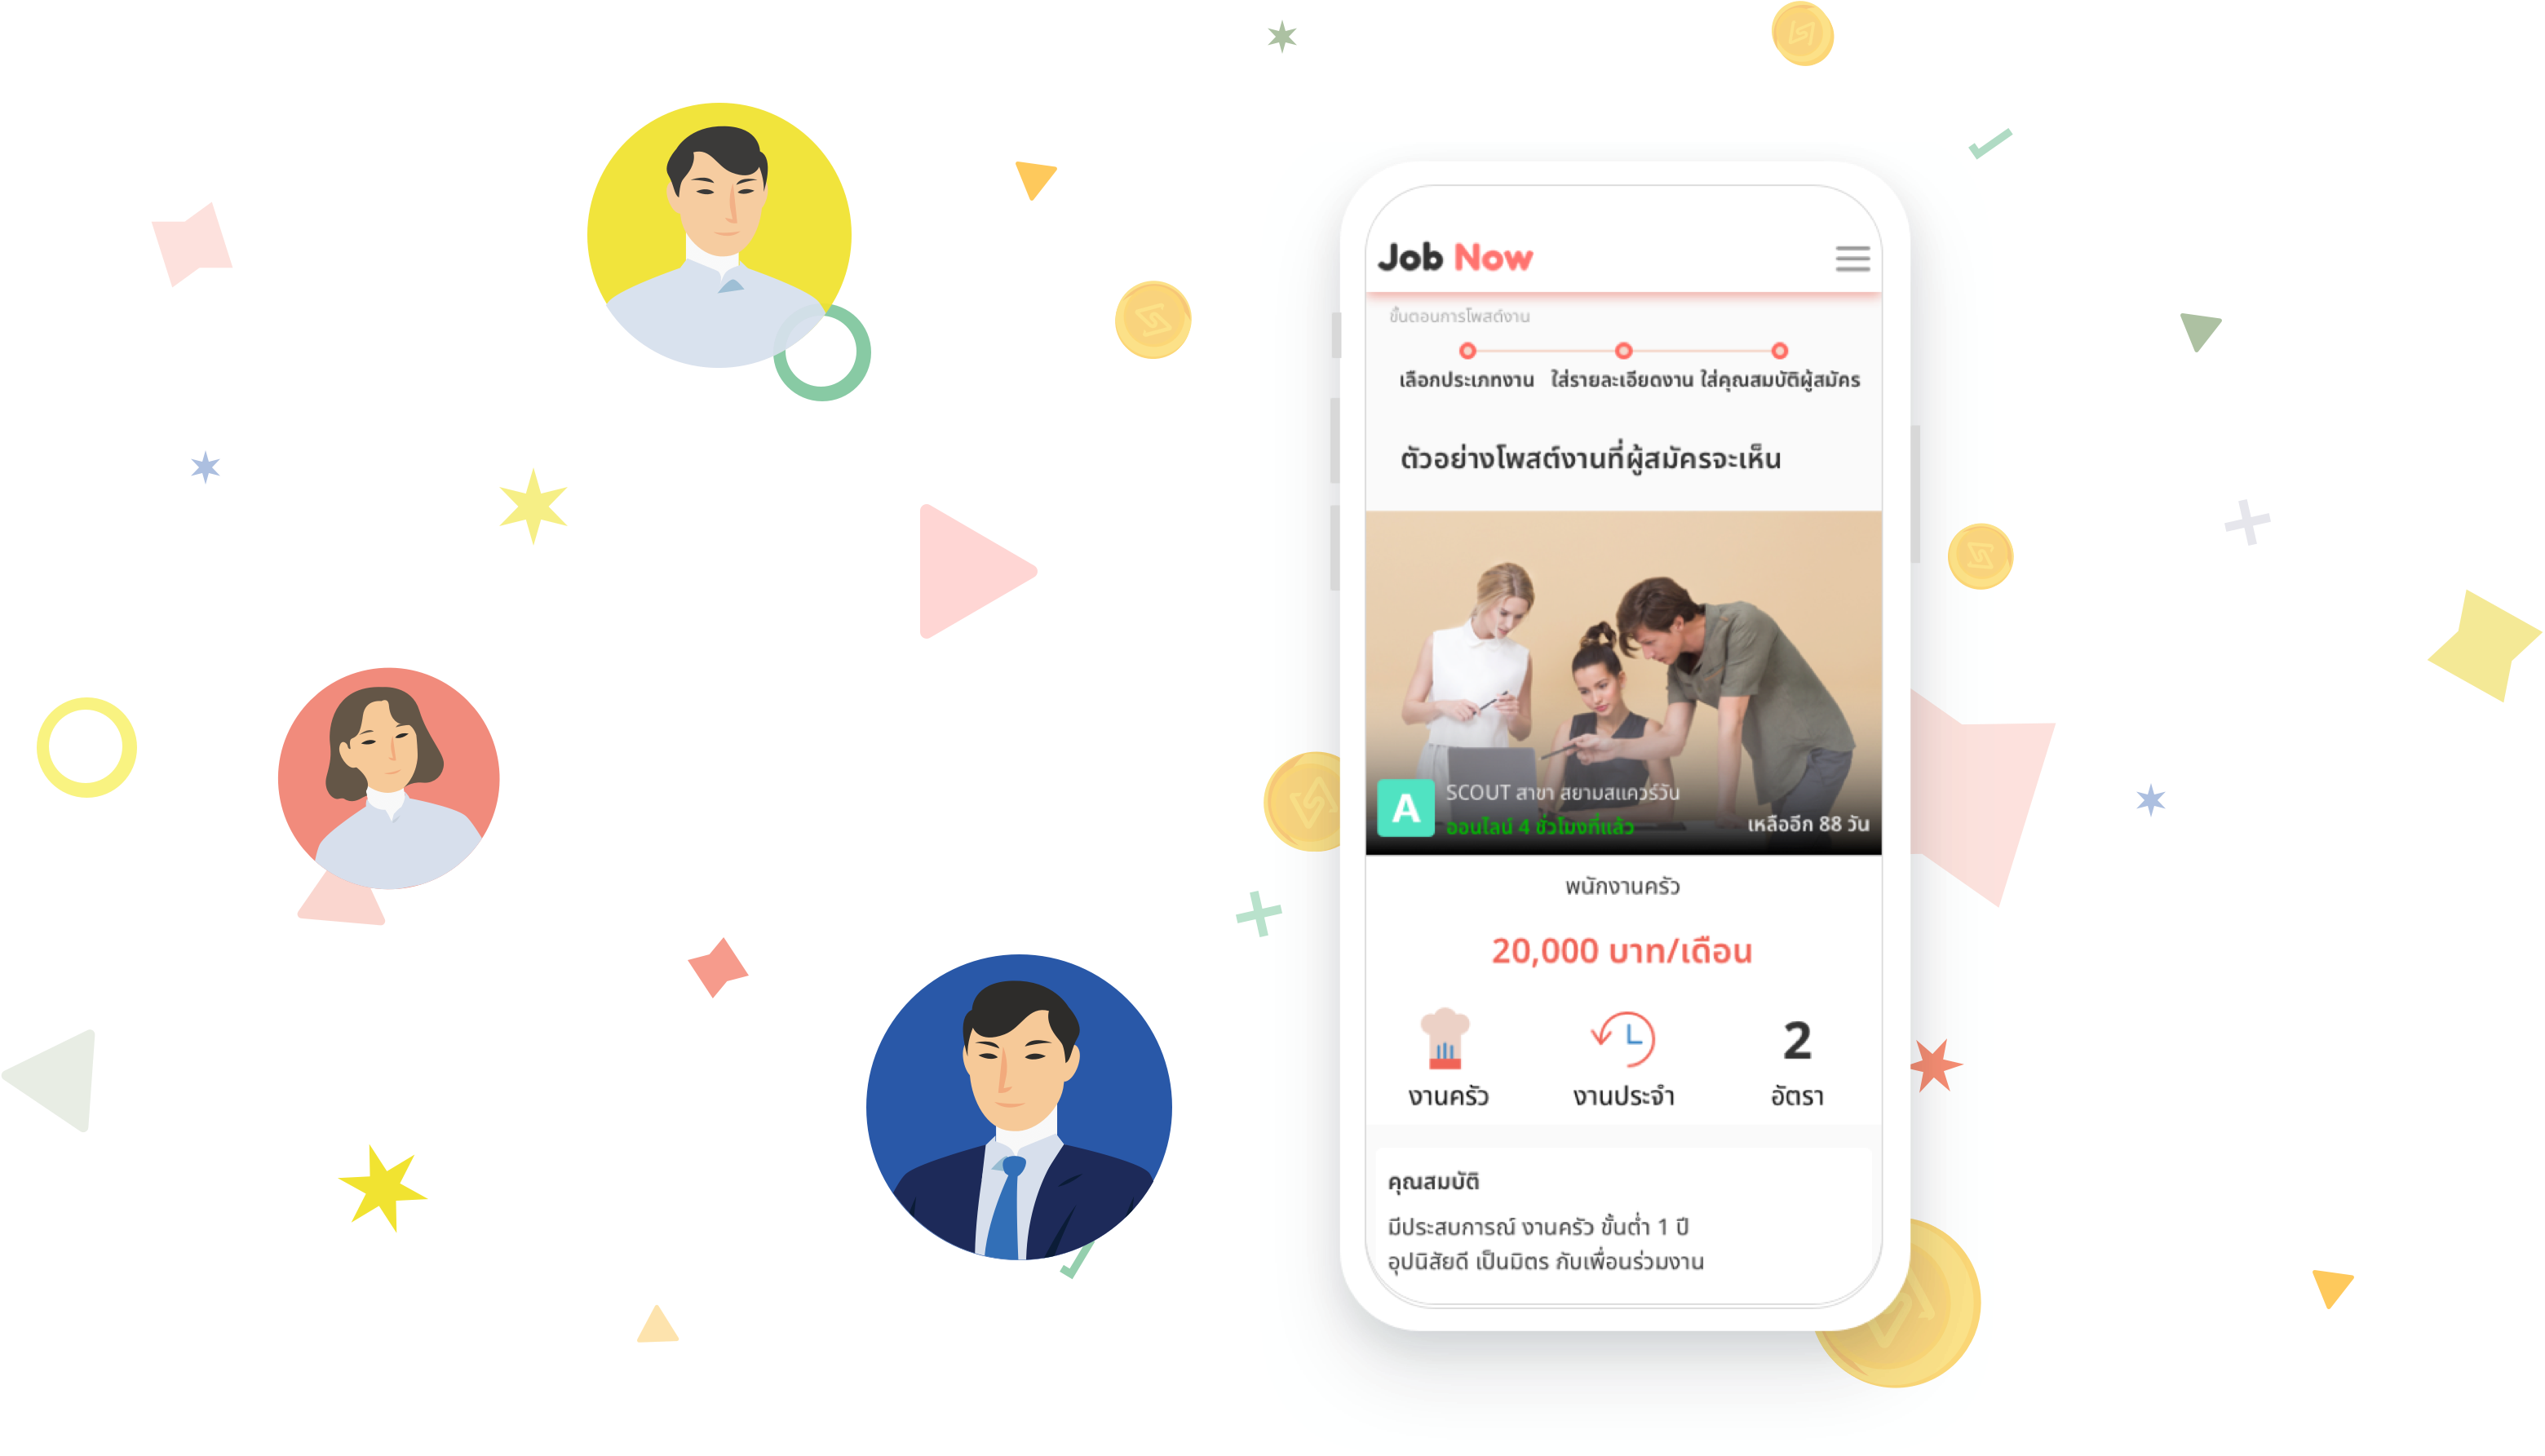 Job Now
ขั้นตอนการโพสต์งาน
เลือกประเภทงาน ใส่รายละเอียดงาน ใส่คุณสมบัติผู้สมัคร
ตัวอย่างโพสต์งานที่ผู้สมัครจะเห็น
A
SCOUT สาขา สยามสแควร์วัน
ออนไลน์ 4 ชั่วโมงที่แล้ว เหลืออีก 88 วัน
พนักงานครัว
20,000 บาท/เดือน
2
งานครัว งานประจำ อัตรา
คุณสมบัติ
มีประสบการณ์ งานครัว ขั้นต่ำ 1 ปี
อุปนิสัยดี เป็นมิตร กับเพื่อนร่วมงาน